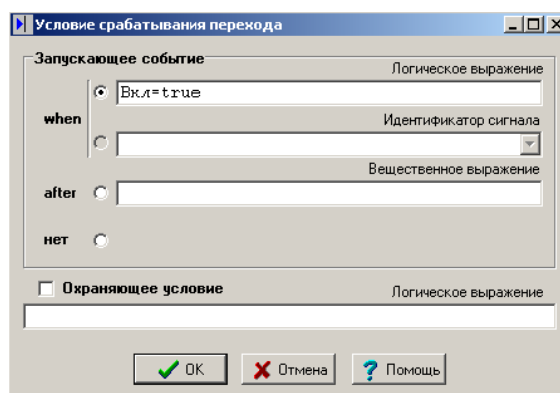 Условие срабатывания перехода
Запускающее событие
Логическое выражение
Вкл=true
when
Идентификатор сигнала
Вещественное выражение
after
нет
Охраняющее условие
Логическое выражение
OK
Отмена
? Помощь